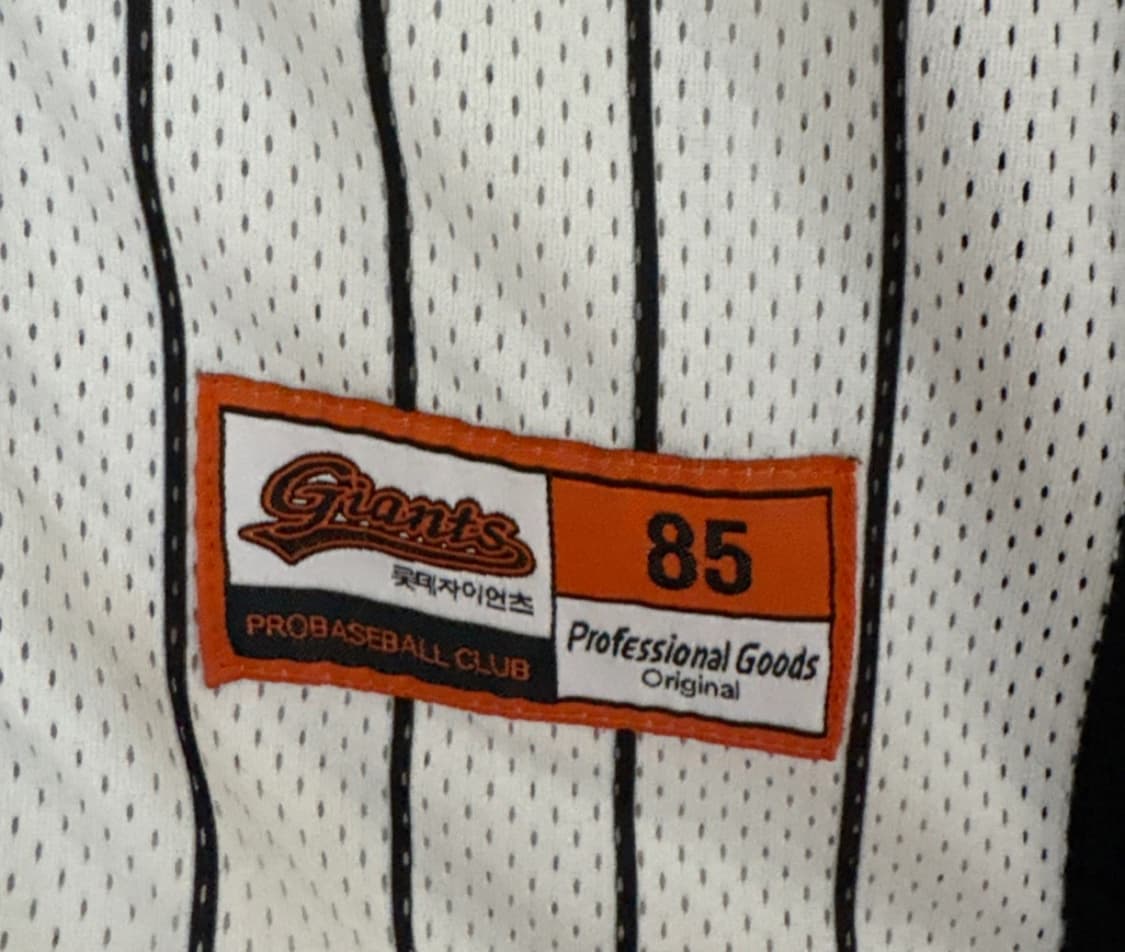 Giants
롯데자이언츠
PROBASEBALL CLUB
85
Professional Goods
Original